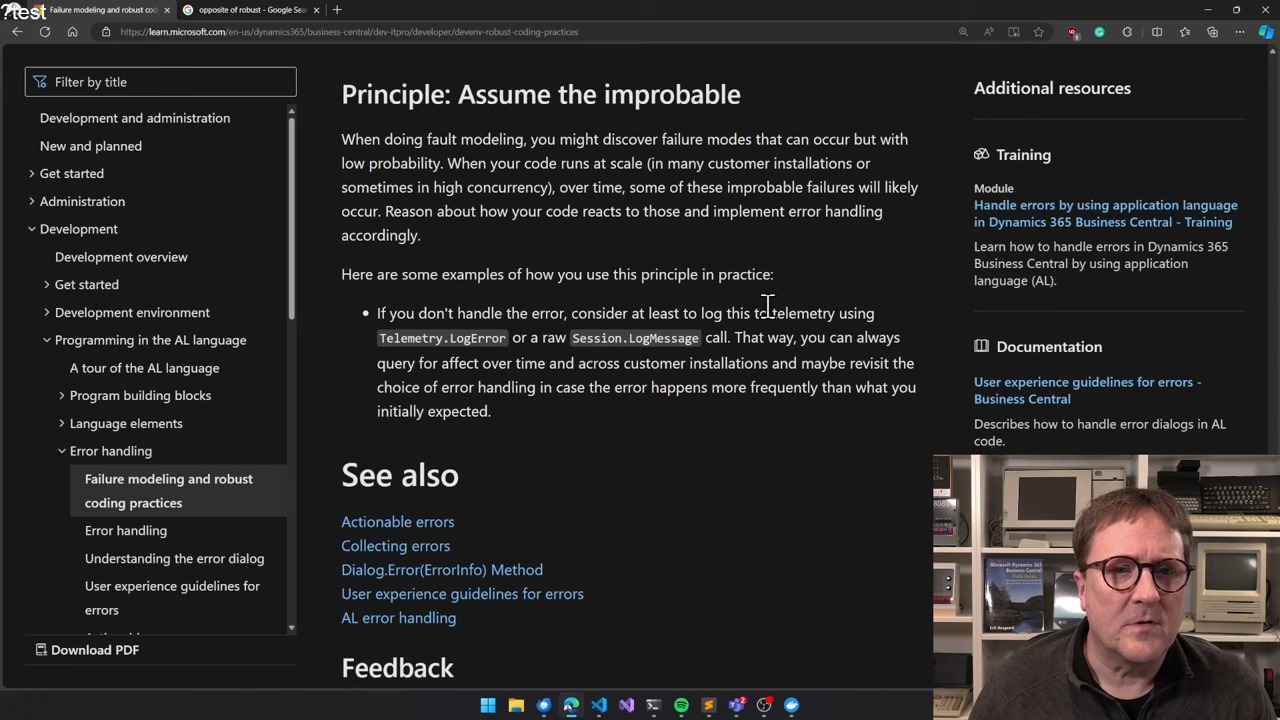 ?test
Failure modeling and robust co
opposite of robust - Google Sea
https://learn.microsoft.com/en-us/dynamics365/business-central/dev-itpro/developer/devenv-robust-coding-practices
Filter by title
Development and administration
New and planned
Get started
Administration
Development
Development overview
Get started
Development environment
Programming in the AL language
A tour of the AL language
Program building blocks
Language elements
Error handling
Failure modeling and robust
coding practices
Error handling
Understanding the error dialog
User experience guidelines for
errors
Download PDF
Principle: Assume the improbable
When doing fault modeling, you might discover failure modes that can occur but with
low probability. When your code runs at scale (in many customer installations or
sometimes in high concurrency), over time, some of these improbable failures will likely
occur. Reason about how your code reacts to those and implement error handling
accordingly.
Here are some examples of how you use this principle in practice:
If you don't handle the error, consider at least to log this to telemetry using
Telemetry.LogError or a raw Session.LogMessage call. That way, you can always
query for affect over time and across customer installations and maybe revisit the
choice of error handling in case the error happens more frequently than what you
initially expected.
See also
Actionable errors
Collecting errors
Dialog.Error(ErrorInfo) Method
User experience guidelines for errors
AL error handling
Feedback
Additional resources
Training
Module
Handle errors by using application language
in Dynamics 365 Business Central - Training
Learn how to handle errors in Dynamics 365
Business Central by using application
language (AL).
Documentation
User experience guidelines for errors -
Business Central
Describes how to handle error dialogs in AL
code.
Microsoft Dynamics 365
Business Central
Field Guide